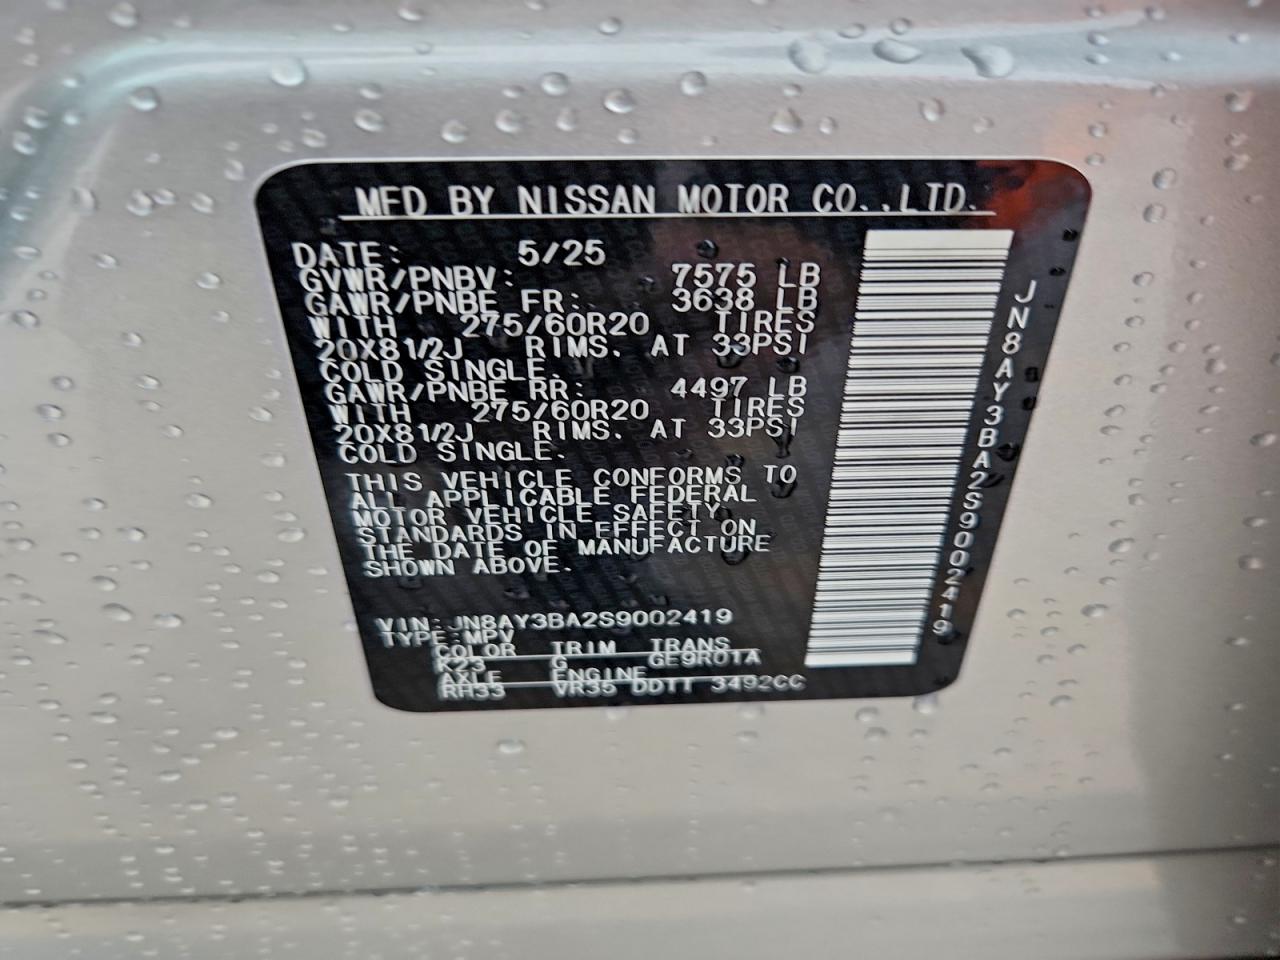 MFD BY NISSAN MOTOR CO.,LTD.
DATE: 5/25
GVWR/PNBV: 7575 LB
GAWR/PNBE FR: 3638 LB
WITH 275/60R20 TIRES
20X8 1/2J RIMS. AT 33PSI
COLD SINGLE.
GAWR/PNBE RR: 4497 LB
WITH 275/60R20 TIRES
20X8 1/2J RIMS. AT 33PSI
COLD SINGLE.
THIS VEHICLE CONFORMS TO
ALL APPLICABLE FEDERAL
MOTOR VEHICLE SAFETY
STANDARDS IN EFFECT ON
THE DATE OF MANUFACTURE
SHOWN ABOVE.
VIN:JN8AY3BA2S9002419
TYPE:MPV
COLOR TRIM TRANS
K23 G GE9R01A
AXLE ENGINE
RH33 VR35 DDTT 3492CC
JN8AY3BA2S9002419